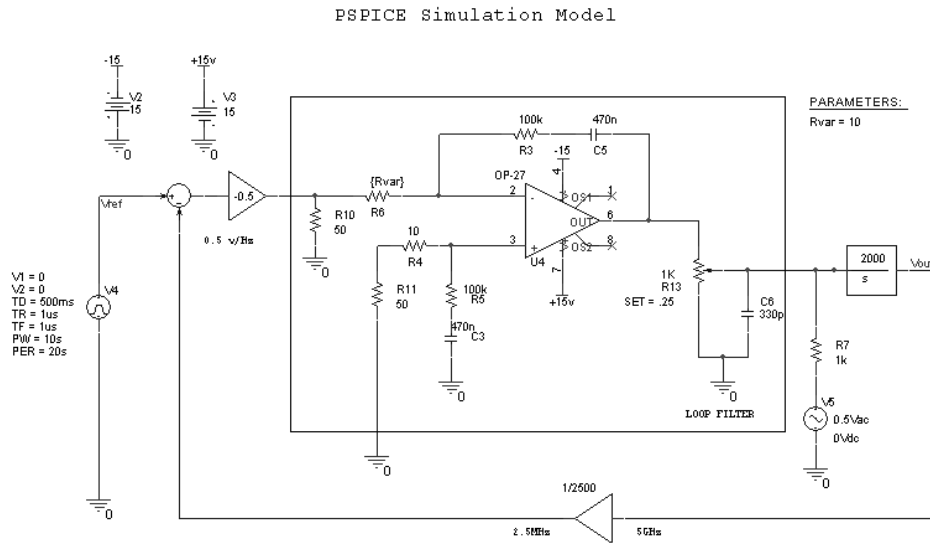 PSPICE Simulation Model
-15
+15v
V2
15
V3
15
0
0
PARAMETERS:
Rvar = 10
100k
470n
R3
C5
-15
4
OP-27
{Rvar}
2
-
OS1
1
R6
OUT
6
-0.5
Vref
+
-
R10
50
0
0.5 v/Hz
10
3
+
OS2
8
R4
U4
7
+15v
1K
R13
SET = .25
2000
s
Vout
R11
50
100k
R5
470n
C3
0
C6
330p
0
R7
1k
LOOP FILTER
V5
0.5Vac
0Vdc
0
V1 = 0
V2 = 0
TD = 500ms
TR = 1us
TF = 1us
PW = 10s
PER = 20s
V4
0
0
1/2500
2.5MHz
5GHz